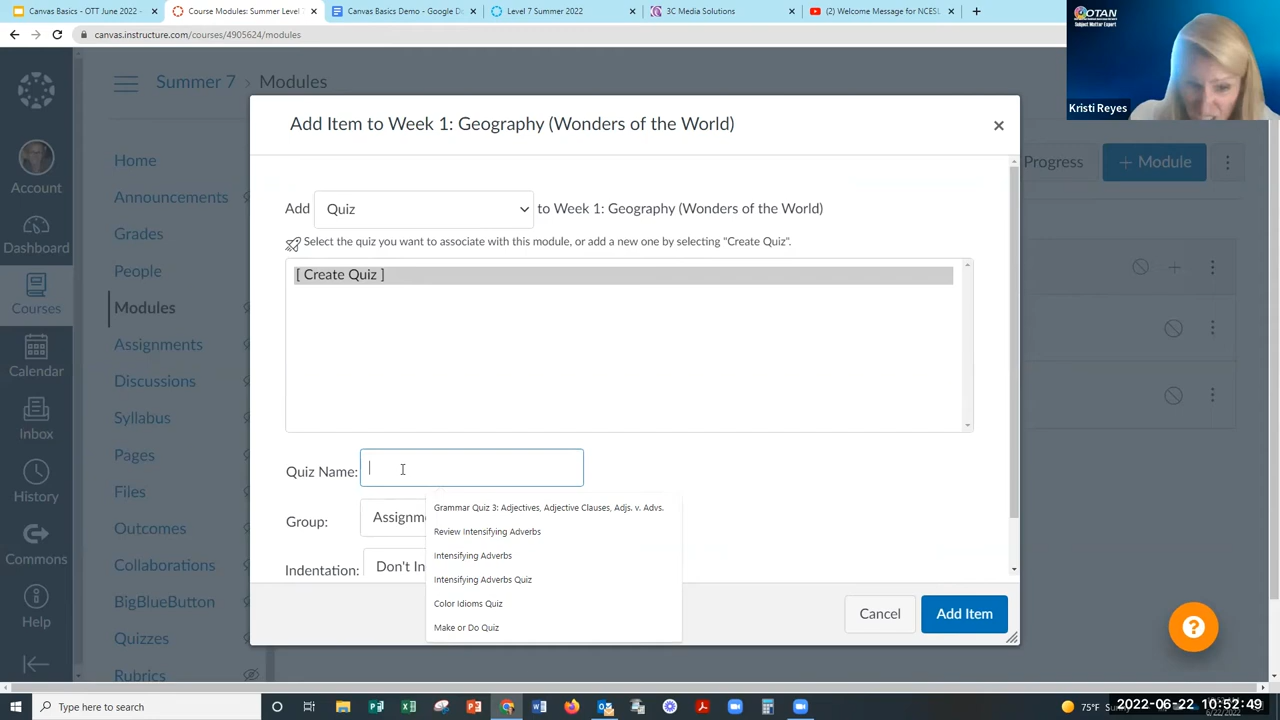 Canvas Basics - OTT June 2022 -
Course Modules: Summer Level 7
Canvas Basics Demo - Google D
Level 7 Summer 2022
3C Media Solutions
(2) Welcome Message for NCESL
canvas.instructure.com/courses/4905624/modules
OTAN
Subject Matter Expert
Kristi Reyes
Summer 7 > Modules
Account
Dashboard
Courses
Calendar
Inbox
History
Commons
Help
Home
Announcements
Grades
People
Modules
Assignments
Discussions
Syllabus
Pages
Files
Outcomes
Collaborations
BigBlueButton
Quizzes
Rubrics
Progress
+ Module
Add Item to Week 1: Geography (Wonders of the World)
Add Quiz to Week 1: Geography (Wonders of the World)
Select the quiz you want to associate with this module, or add a new one by selecting "Create Quiz".
[ Create Quiz ]
Quiz Name:
Group: Assignm
Indentation: Don't In
Grammar Quiz 3: Adjectives, Adjective Clauses, Adjs. v. Advs.
Review Intensifying Adverbs
Intensifying Adverbs
Intensifying Adverbs Quiz
Color Idioms Quiz
Make or Do Quiz
Cancel
Add Item
Type here to search
75°F
2022-06-22 10:52:49